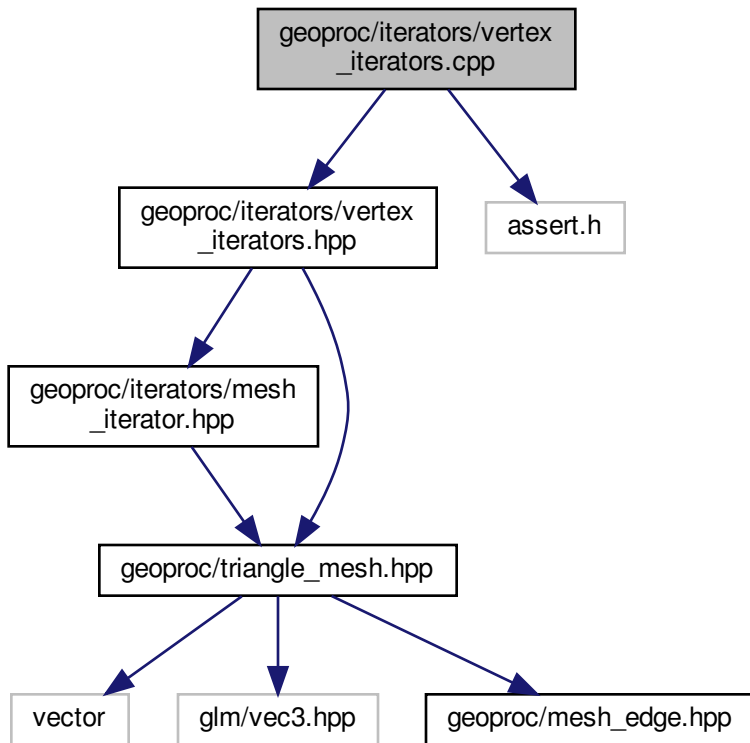 geoproc/iterators/vertex
_iterators.cpp
geoproc/iterators/vertex
_iterators.hpp
assert.h
geoproc/iterators/mesh
_iterator.hpp
geoproc/triangle_mesh.hpp
vector
glm/vec3.hpp
geoproc/mesh_edge.hpp